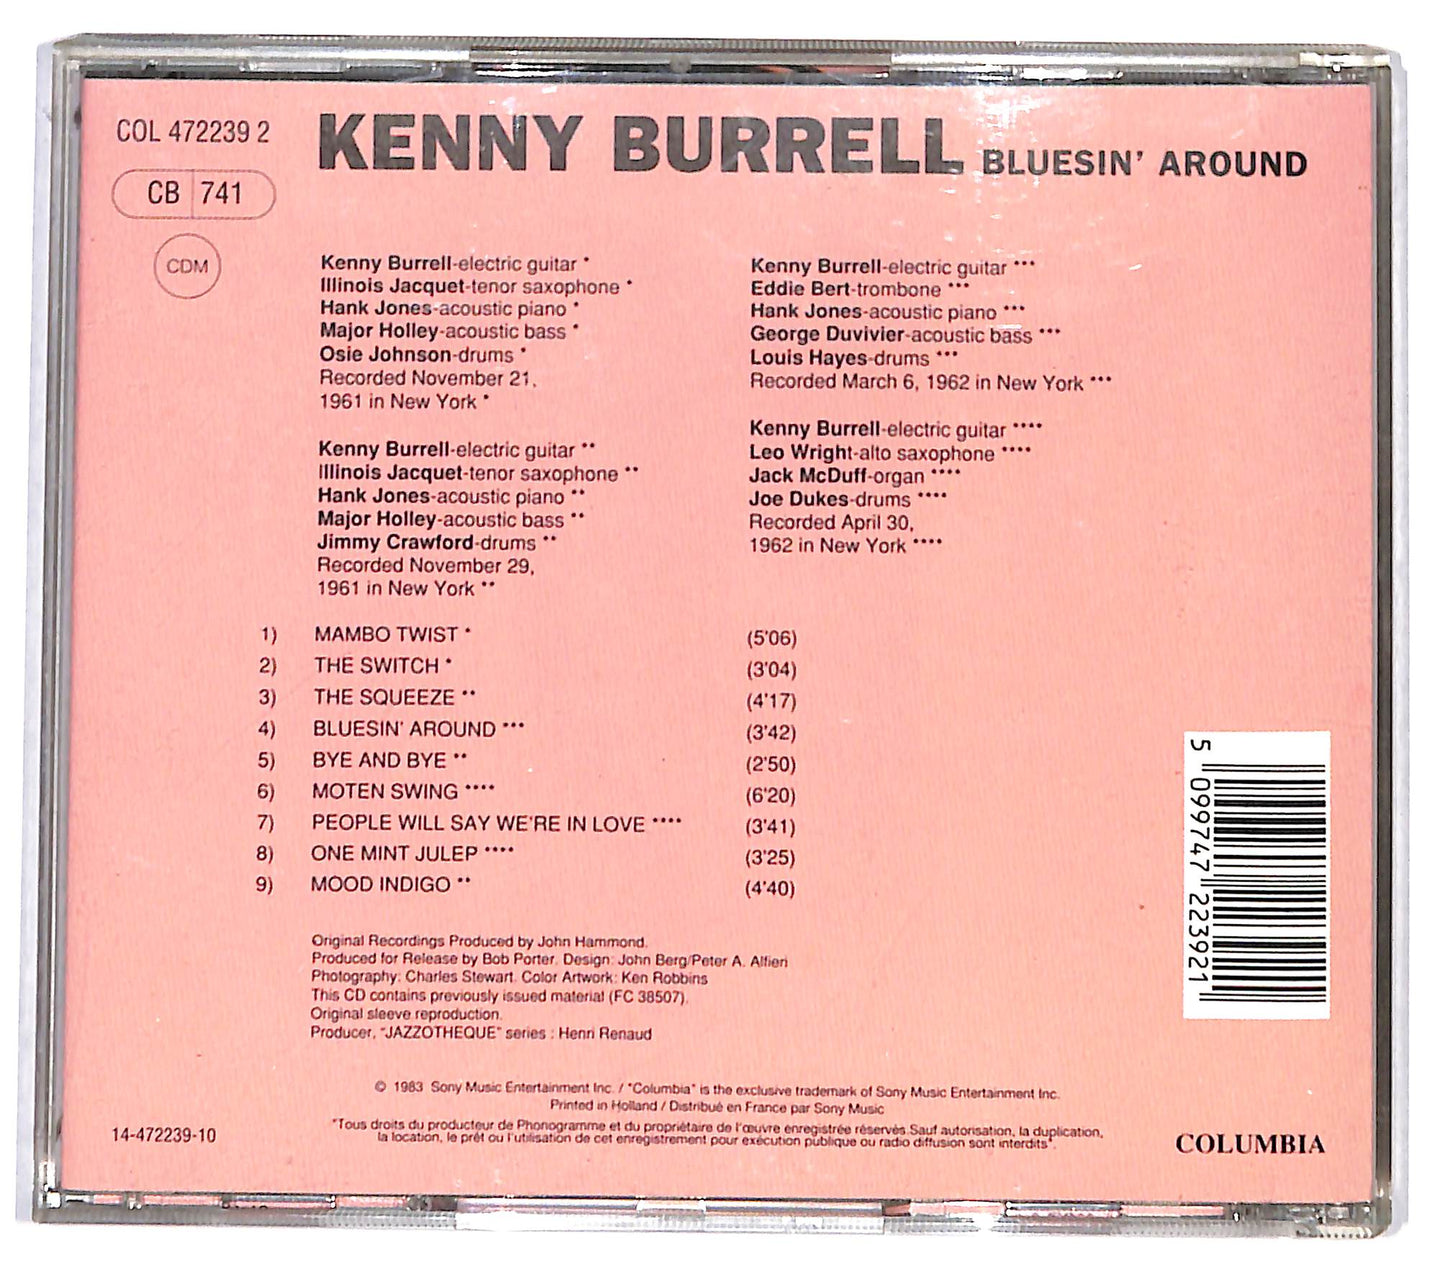 COL 472239 2
KENNY BURRELL BLUESIN' AROUND
CB 741
CDM
Kenny Burrell-electric guitar *
Illinois Jacquet-tenor saxophone *
Hank Jones-acoustic piano *
Major Holley-acoustic bass *
Osie Johnson-drums *
Recorded November 21,
1961 in New York *
Kenny Burrell-electric guitar **
Illinois Jacquet-tenor saxophone **
Hank Jones-acoustic piano **
Major Holley-acoustic bass **
Jimmy Crawford-drums **
Recorded November 29,
1961 in New York **
Kenny Burrell-electric guitar ***
Eddie Bert-trombone ***
Hank Jones-acoustic piano ***
George Duvivier-acoustic bass ***
Louis Hayes-drums ***
Recorded March 6, 1962 in New York ***
Kenny Burrell-electric guitar ****
Leo Wright-alto saxophone ****
Jack McDuff-organ ****
Joe Dukes-drums ****
Recorded April 30,
1962 in New York ****
1) MAMBO TWIST * (5'06)
2) THE SWITCH * (3'04)
3) THE SQUEEZE ** (4'17)
4) BLUESIN' AROUND *** (3'42)
5) BYE AND BYE ** (2'50)
6) MOTEN SWING **** (6'20)
7) PEOPLE WILL SAY WE'RE IN LOVE **** (3'41)
8) ONE MINT JULEP **** (3'25)
9) MOOD INDIGO ** (4'40)
Original Recordings Produced by John Hammond.
Produced for Release by Bob Porter. Design: John Berg/Peter A. Alfieri
Photography: Charles Stewart. Color Artwork: Ken Robbins
This CD contains previously issued material (FC 38507).
Original sleeve reproduction.
Producer, "JAZZOTHEQUE" series : Henri Renaud
© 1983 Sony Music Entertainment Inc. / "Columbia" is the exclusive trademark of Sony Music Entertainment Inc.
Printed in Holland / Distribué en France par Sony Music
"Tous droits du producteur de Phonogramme et du propriétaire de l'œuvre enregistrée réservés.Sauf autorisation, la duplication,
la location, le prêt ou l'utilisation de cet enregistrement pour exécution publique ou radio diffusion sont interdits".
14-472239-10
COLUMBIA
5 099747 223921